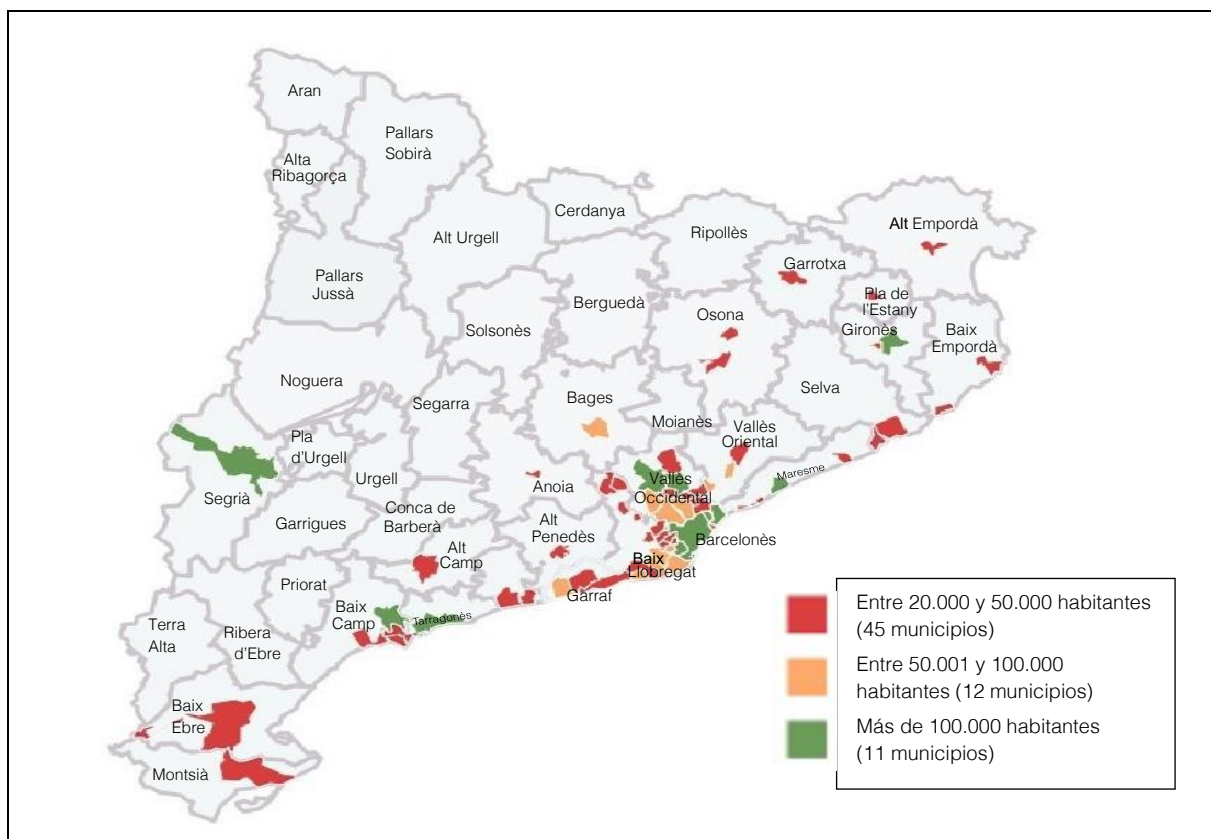 Aran
Pallars
Sobirà
Alta
Ribagorça
Cerdanya
Alt Urgell
Ripollès
Alt Empordà
Garrotxa
Pallars
Jussà
Pla de
l'Estany
Berguedà
Osona
Solsonès
Gironès
Baix
Empordà
Noguera
Selva
Segarra
Bages
Moianès
Vallès
Oriental
Pla
d'Urgell
Maresme
Vallès
Occidental
Urgell
Anoia
Segrià
Conca de
Barberà
Garrigues
Alt
Penedès
Barcelonès
Alt
Camp
Baix
Llobregat
Priorat
Garraf
Baix
Camp
Tarragonès
Terra
Alta
Ribera
d'Ebre
Baix
Ebre
Montsià
Entre 20.000 y 50.000 habitantes
(45 municipios)
Entre 50.001 y 100.000
habitantes (12 municipios)
Más de 100.000 habitantes
(11 municipios)